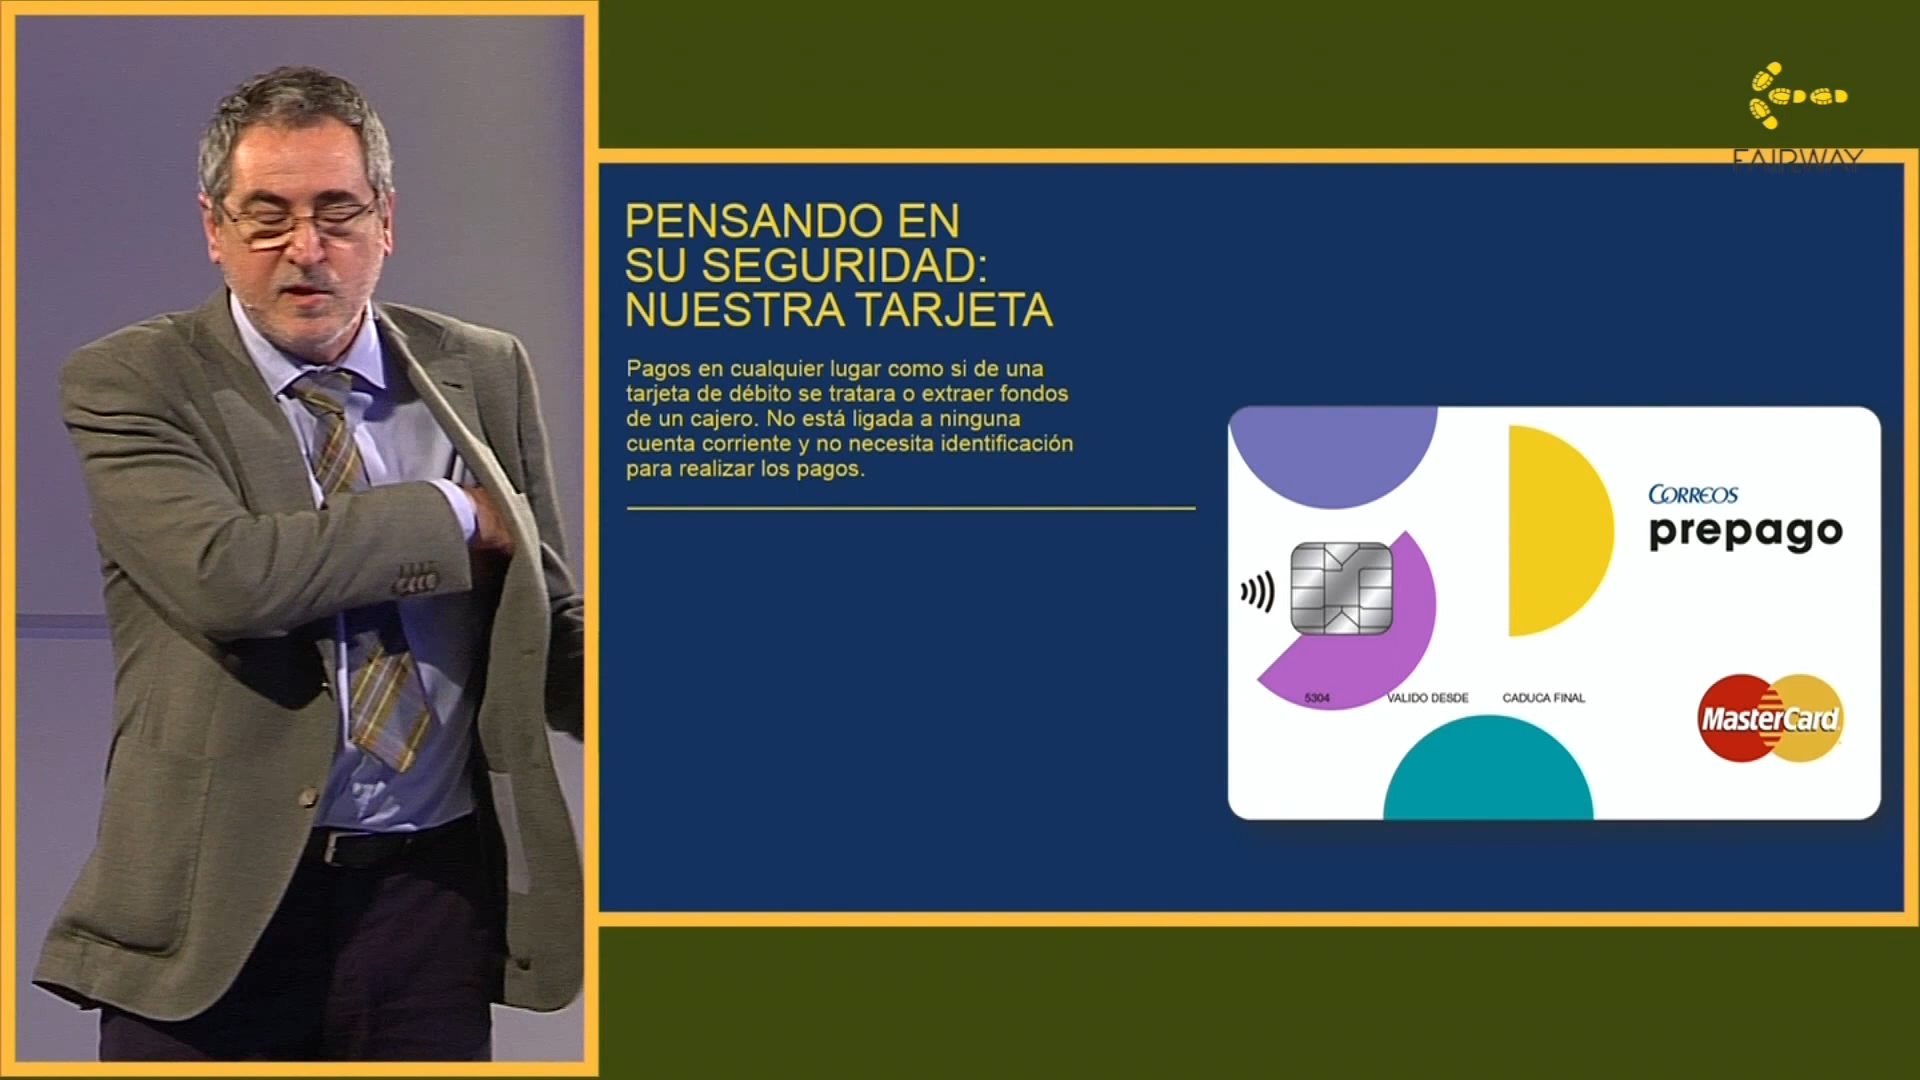 FAIRWAY
PENSANDO EN
SU SEGURIDAD:
NUESTRA TARJETA
Pagos en cualquier lugar como si de una
tarjeta de débito se tratara o extraer fondos
de un cajero. No está ligada a ninguna
cuenta corriente y no necesita identificación
para realizar los pagos.
CORREOS
prepago
5304 VALIDO DESDE CADUCA FINAL
MasterCard